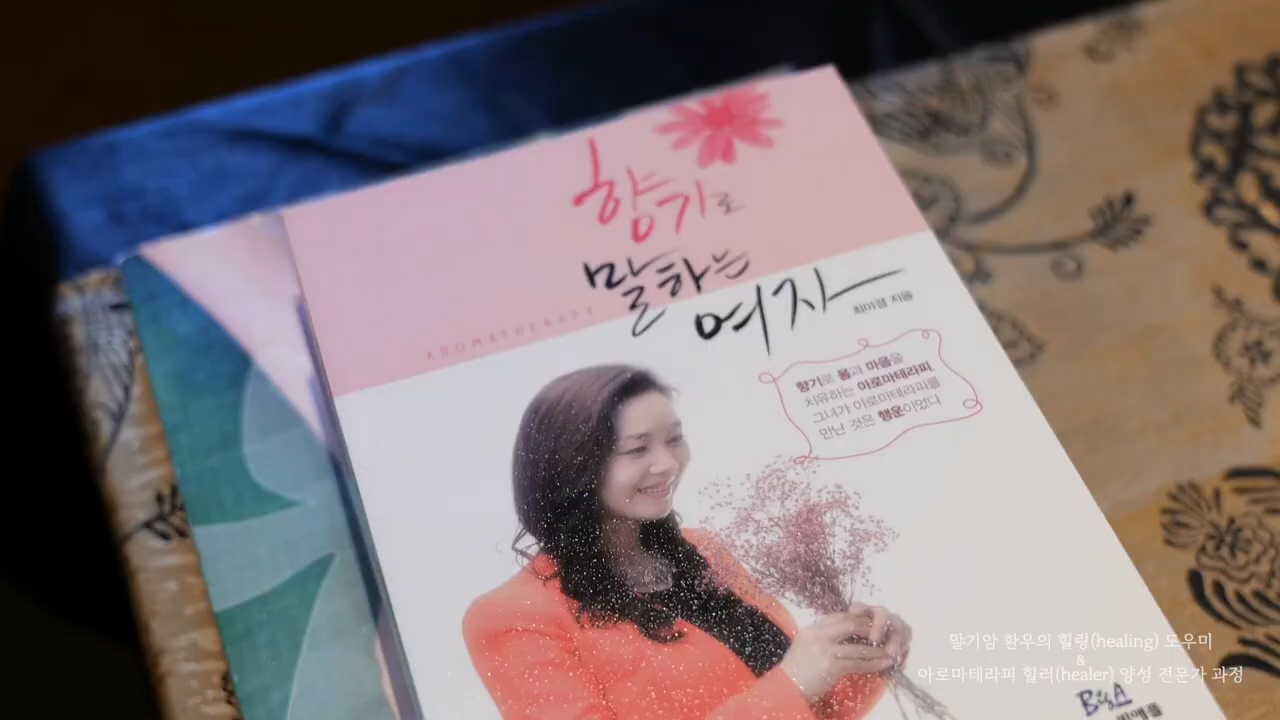 향기로
말하는
여자
최미경 지음
AROMATHERAPY
향기로 몸과 마음을
치유하는 아로마테라피,
그녀가 아로마테라피를
만난 것은 행운이었다
말기암 환우의 힐링(healing) 도우미
&
아로마테라피 힐러(healer) 양성 전문가 과정
BigA